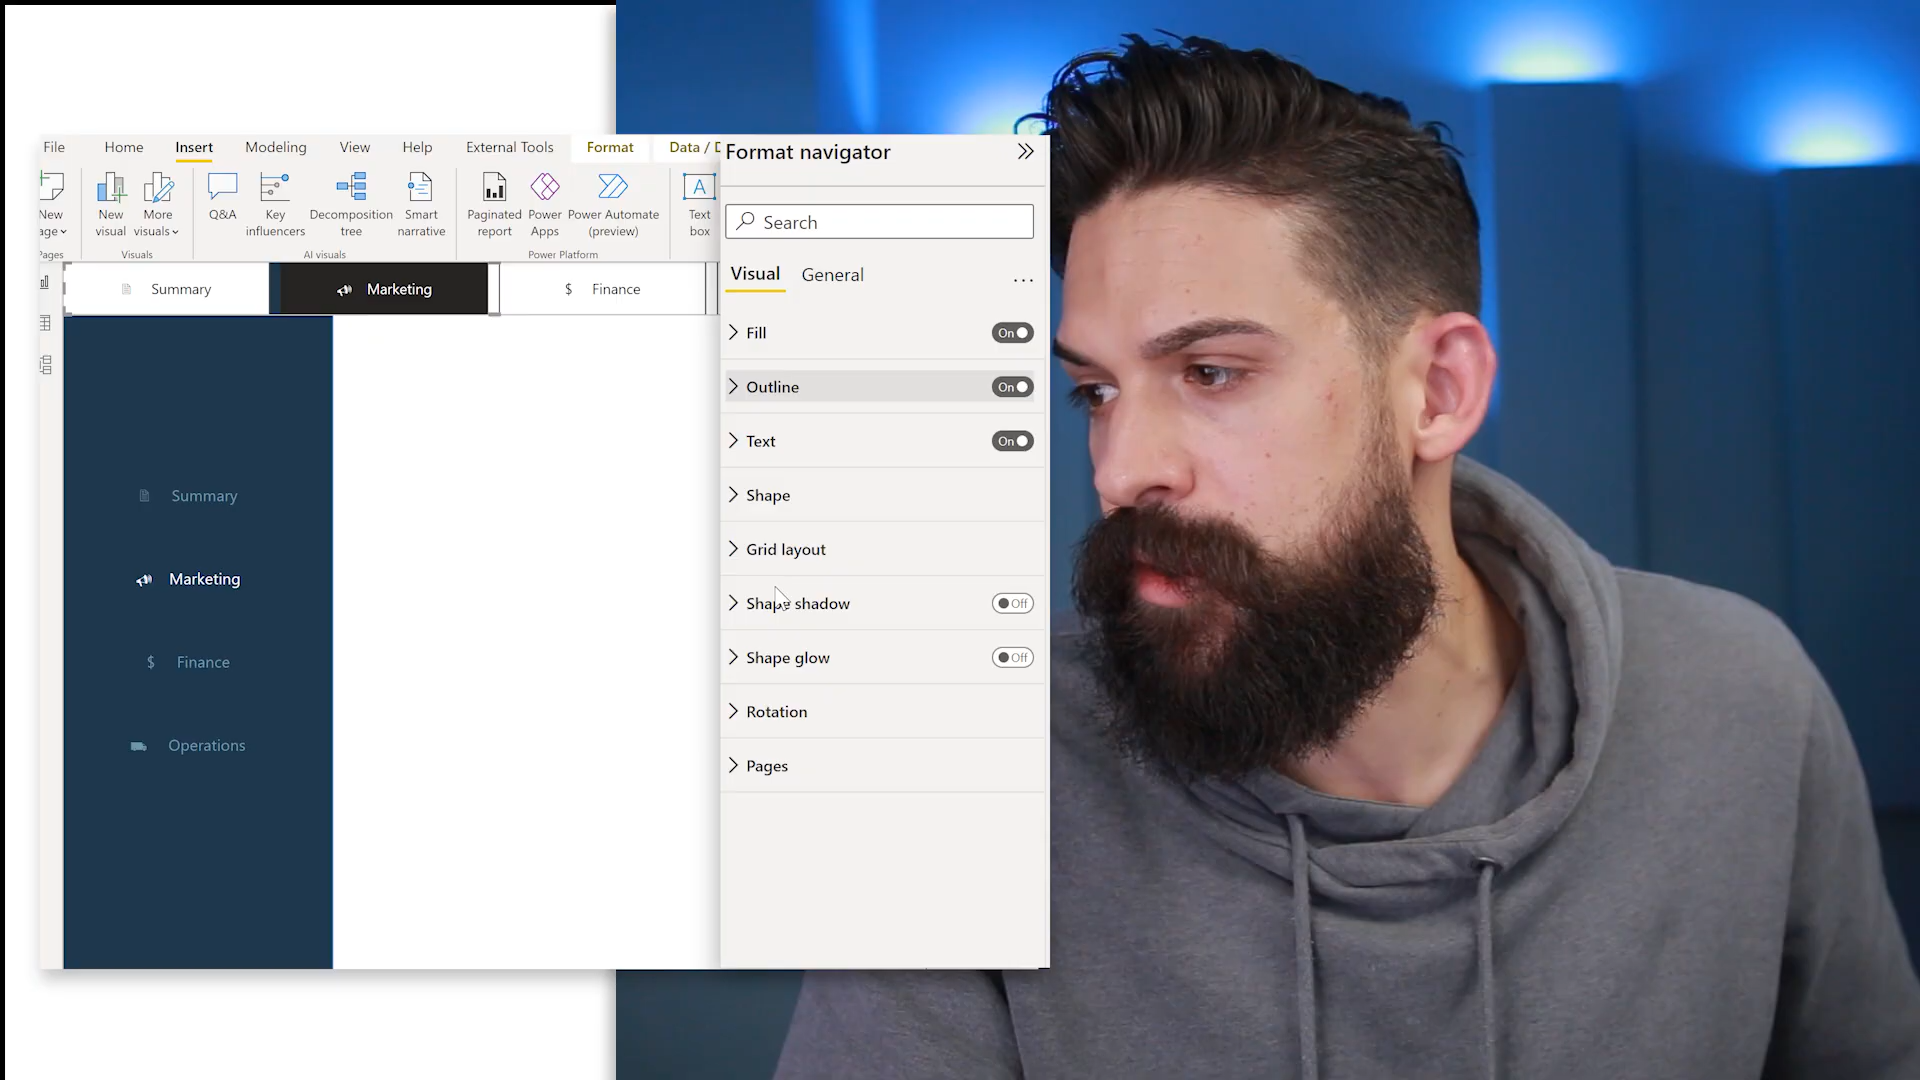 File Home Insert Modeling View Help External Tools Format Data / D
New
age
Pages
New
visual
More
visuals
Visuals
Q&A
Key
influencers
Decomposition
tree
Smart
narrative
AI visuals
Paginated
report
Power
Apps
Power Automate
(preview)
Power Platform
A
Text
box
Summary
Marketing
$ Finance
Summary
Marketing
$ Finance
Operations
Format navigator
Search
Visual General ...
Fill On
Outline On
Text On
Shape
Grid layout
Shape shadow Off
Shape glow Off
Rotation
Pages